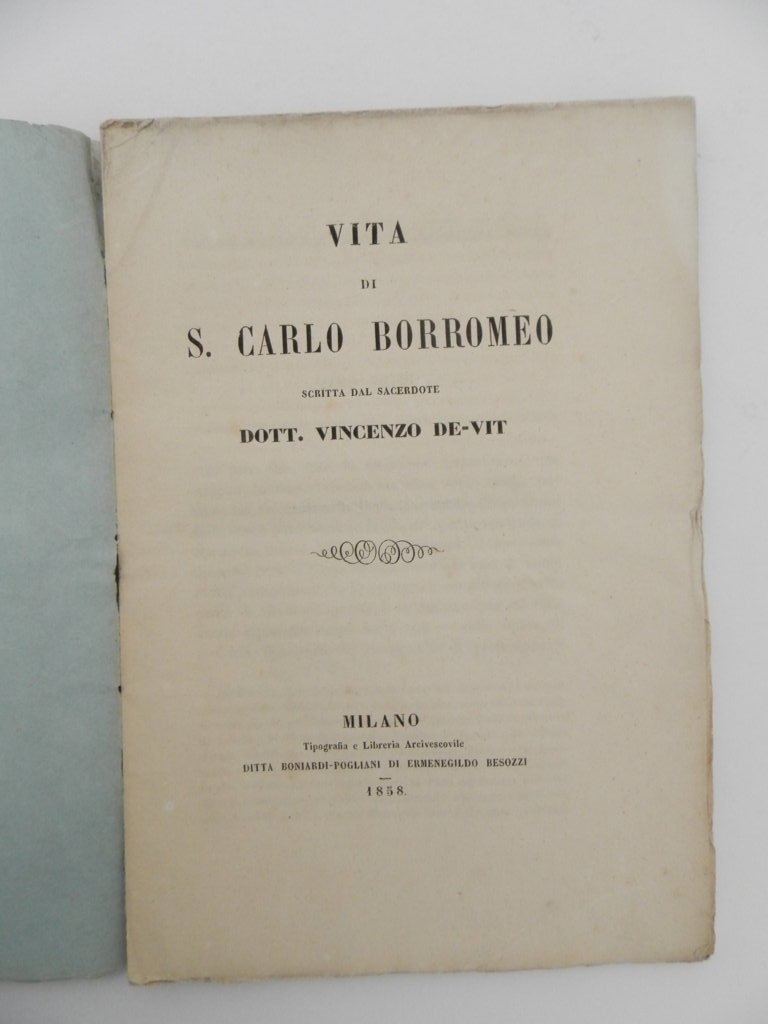 VITA
DI
S. CARLO BORROMEO
SCRITTA DAL SACERDOTE
DOTT. VINCENZO DE-VIT
MILANO
Tipografia e Libreria Arcivescovile
DITTA BONIARDI-POGLIANI DI ERMENEGILDO BESOZZI
1858.